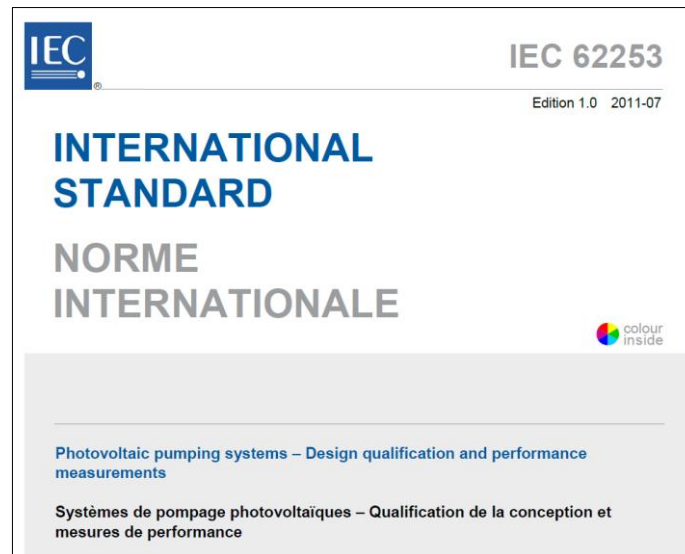 IEC
®
IEC 62253
Edition 1.0 2011-07
INTERNATIONAL
STANDARD
NORME
INTERNATIONALE
colour
inside
Photovoltaic pumping systems – Design qualification and performance
measurements
Systèmes de pompage photovoltaïques – Qualification de la conception et
mesures de performance